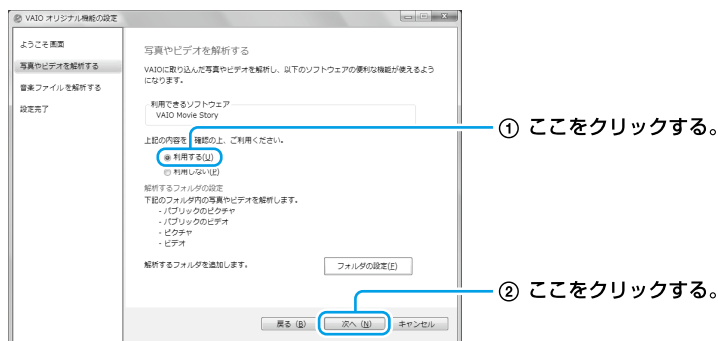 VAIO オリジナル機能の設定
ようこそ画面
写真やビデオを解析する
音楽ファイルを解析する
設定完了
写真やビデオを解析する
VAIOに取り込んだ写真やビデオを解析し、以下のソフトウェアの便利な機能が使えるよう
になります。
利用できるソフトウェア
VAIO Movie Story
上記の内容を 確認の上、ご利用ください。
利用する(U)
利用しない(P)
解析するフォルダの設定
下記のフォルダ内の写真やビデオを解析します。
- パブリックのピクチャ
- パブリックのビデオ
- ピクチャ
- ビデオ
解析するフォルダを追加します。
フォルダの設定(F)
戻る (B)
次へ (N)
キャンセル
① ここをクリックする。
② ここをクリックする。